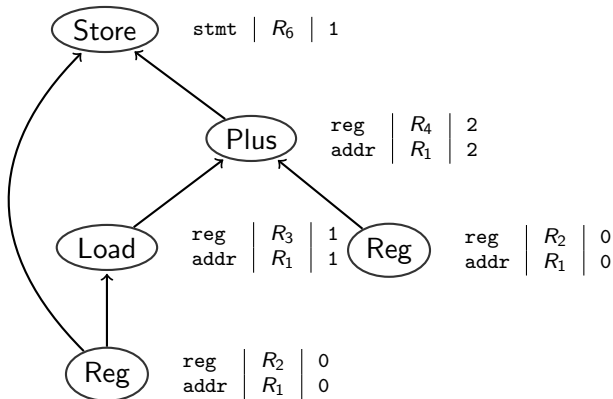 Store stmt | R₆ | 1
Plus reg | R₄ | 2
addr | R₁ | 2
Load reg | R₃ | 1
addr | R₁ | 1
Reg reg | R₂ | 0
addr | R₁ | 0
Reg reg | R₂ | 0
addr | R₁ | 0